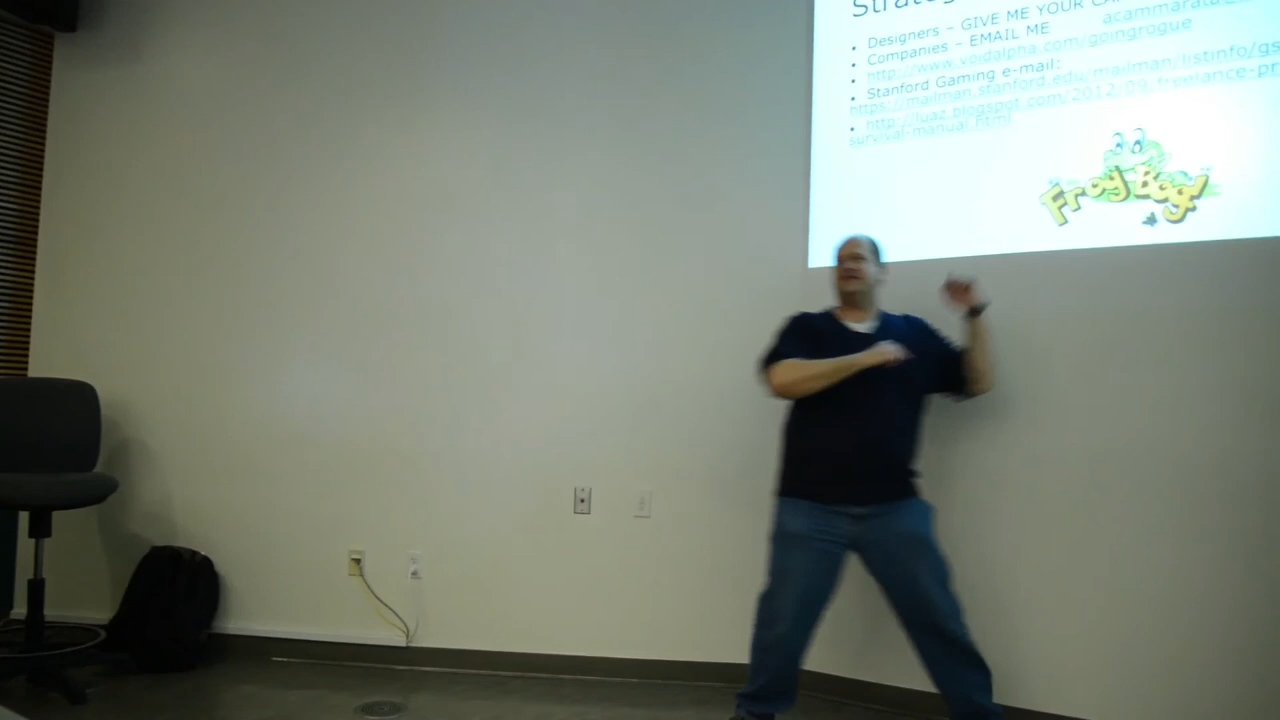 Designers – GIVE ME YOUR
Companies – EMAIL ME
http://www.voidalpha.com/goingrogue
Stanford Gaming e-mail:
https://mailman.stanford.edu/mailman/listinfo/gs
http://luaz.blogspot.com/2012/09/freelance-pr
survival-manual.html
Frog Bog!